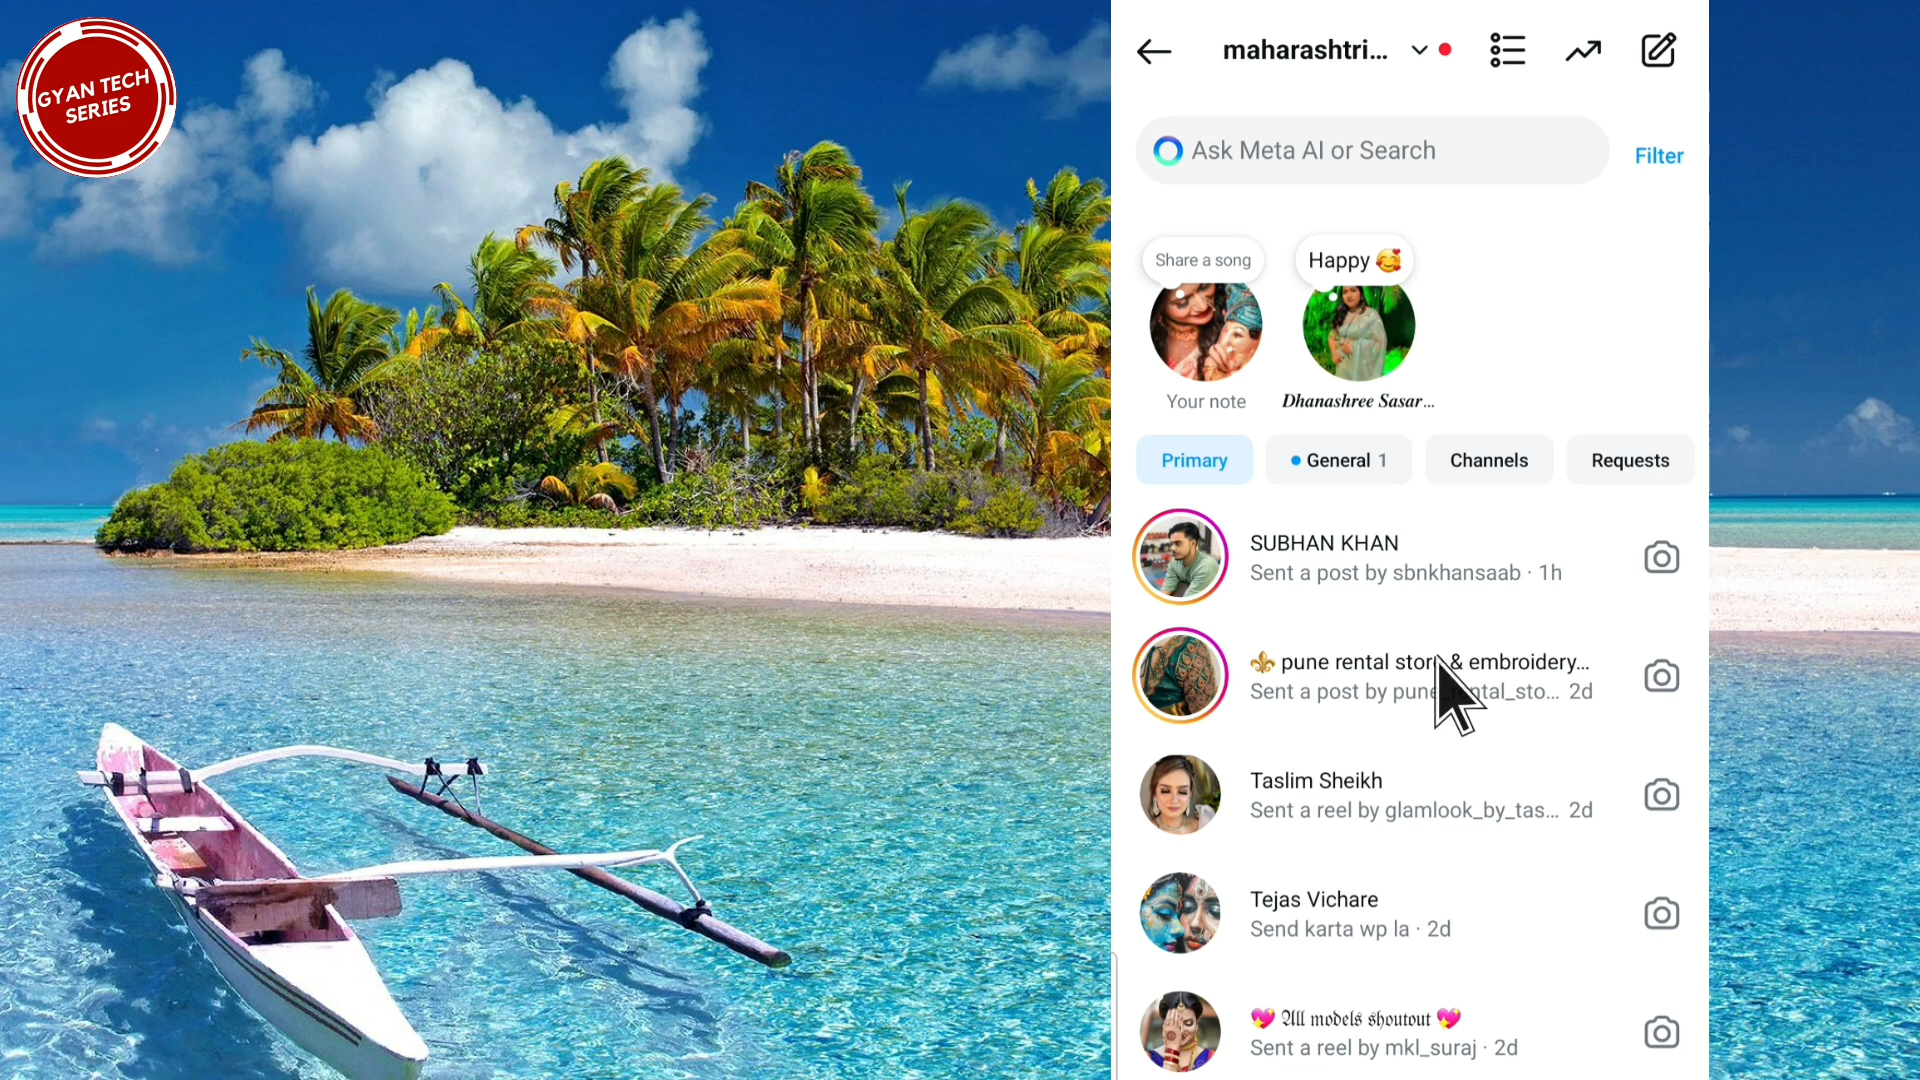 GYAN TECH
SERIES
maharashtri...
Ask Meta AI or Search
Filter
Share a song
Happy 🥰
Your note
Dhanashree Sasar...
Primary
General 1
Channels
Requests
SUBHAN KHAN
Sent a post by sbnkhansaab · 1h
⚜️ pune rental store & embroidery...
Sent a post by pune_rental_sto... 2d
Taslim Sheikh
Sent a reel by glamlook_by_tas... 2d
Tejas Vichare
Send karta wp la · 2d
💖 𝔄𝔩𝔩 𝔪𝔬𝔡𝔢𝔩𝔰 𝔰𝔥𝔬𝔲𝔱𝔬𝔲𝔱 💖
Sent a reel by mkl_suraj · 2d